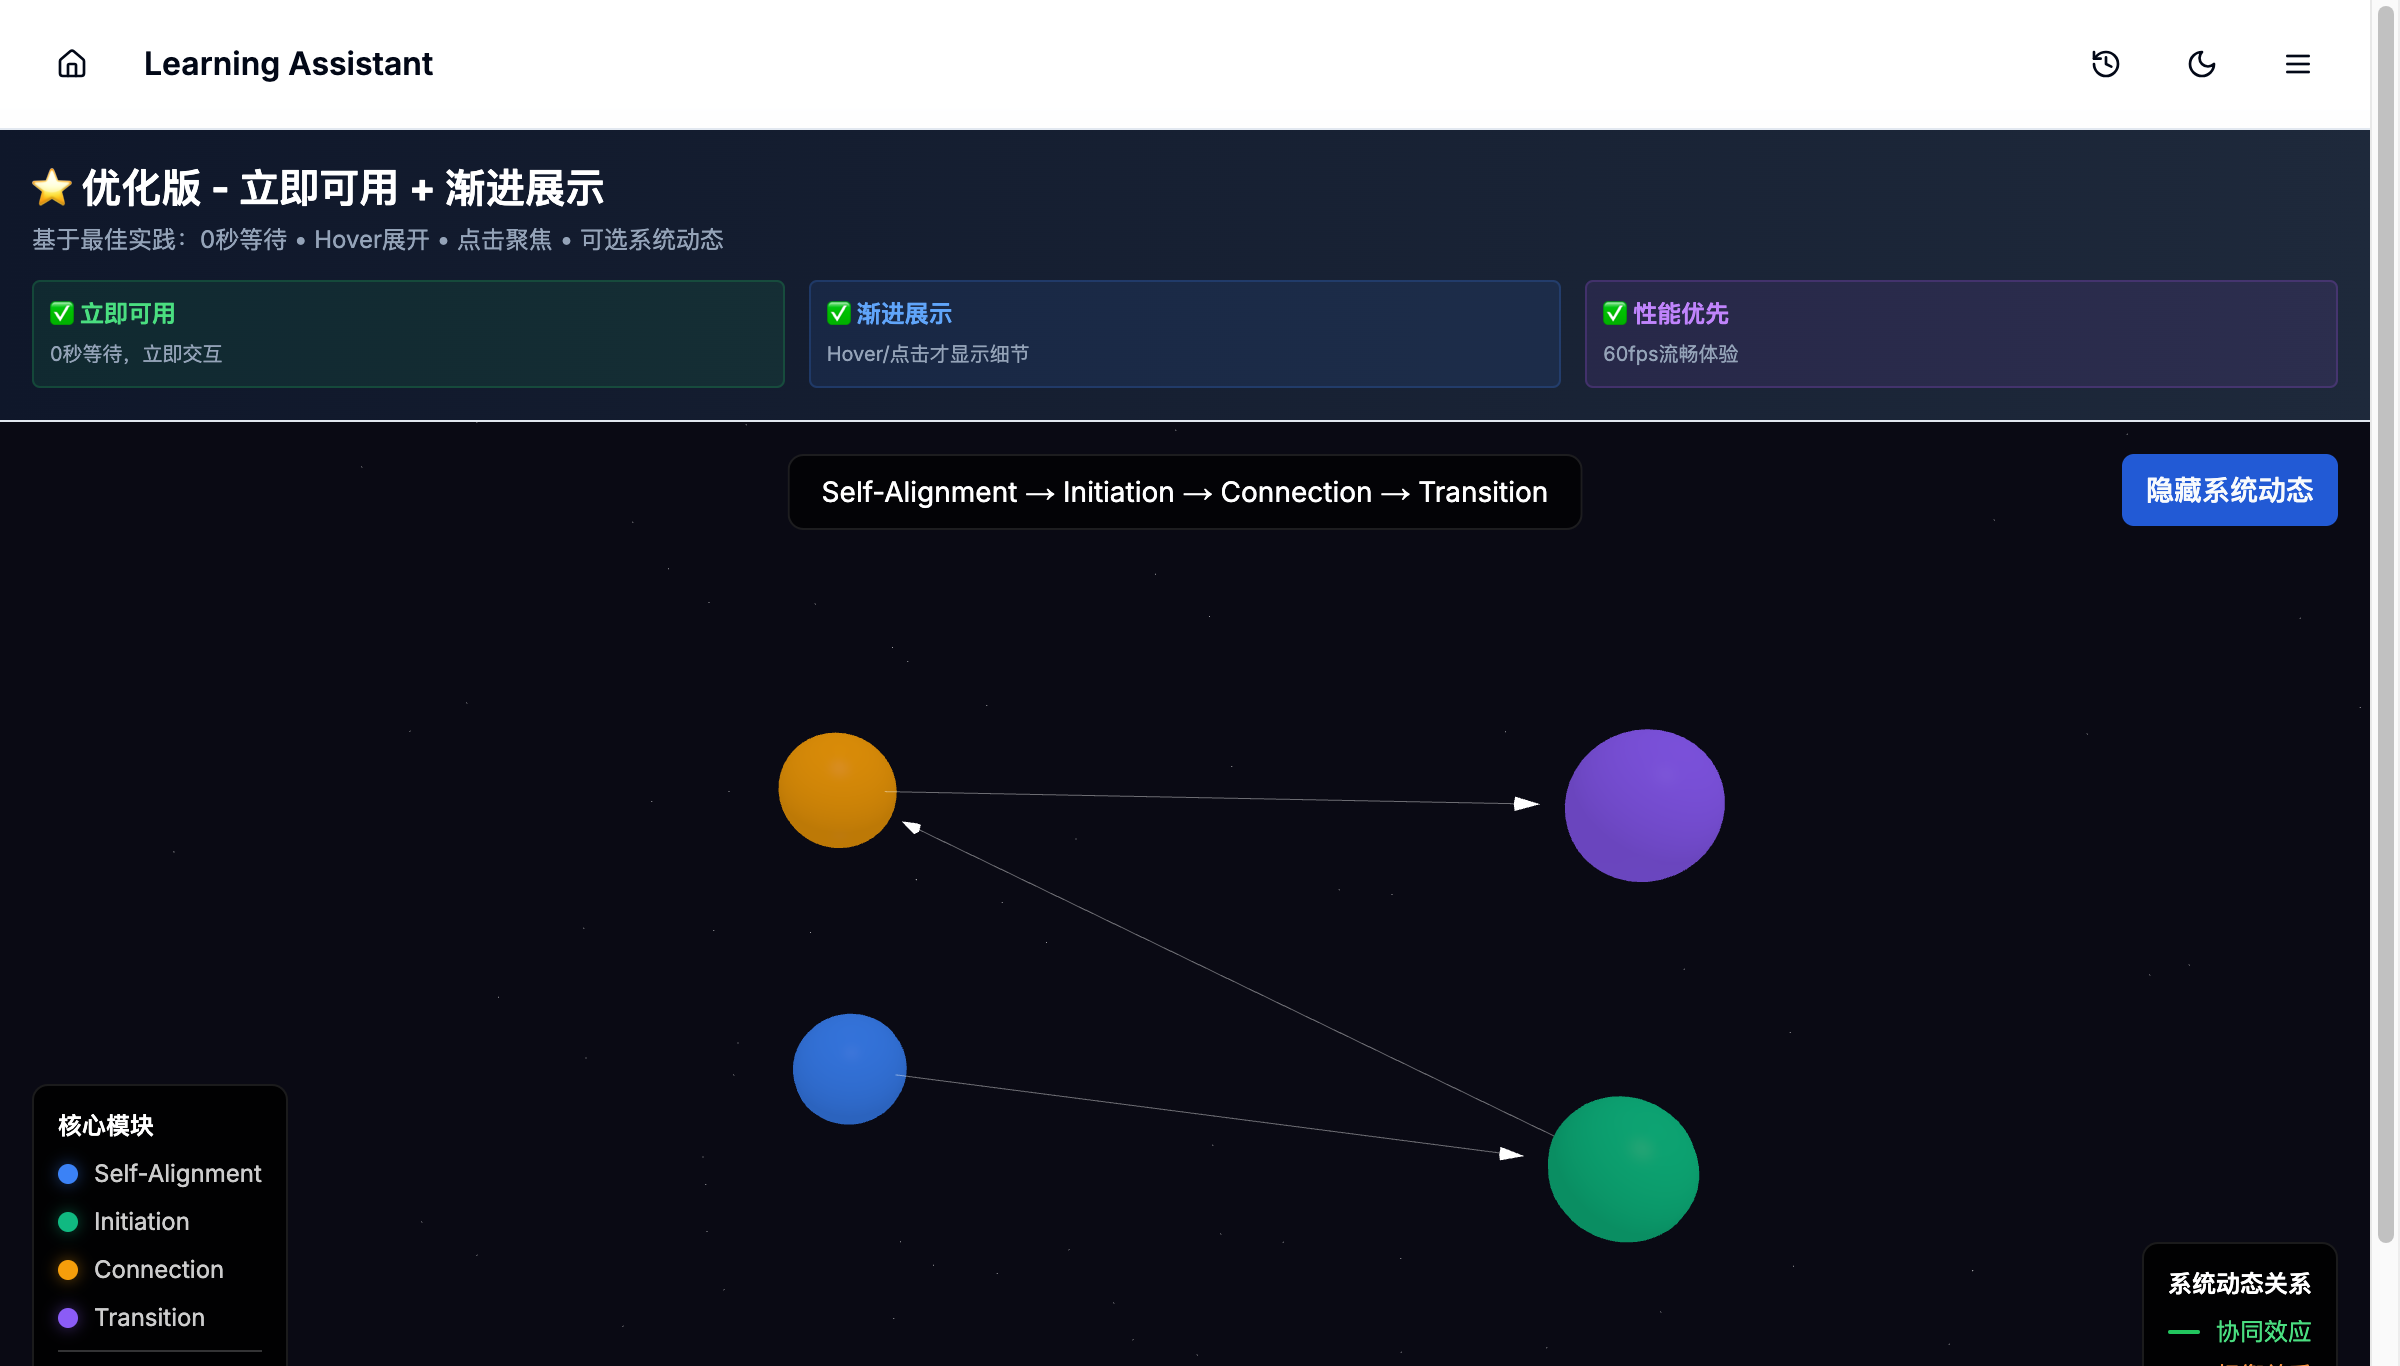 Learning Assistant
⭐ 优化版 - 立即可用 + 渐进展示
基于最佳实践：0秒等待 • Hover展开 • 点击聚焦 • 可选系统动态
✅ 立即可用
0秒等待，立即交互
✅ 渐进展示
Hover/点击才显示细节
✅ 性能优先
60fps流畅体验
Self-Alignment → Initiation → Connection → Transition
隐藏系统动态
核心模块
Self-Alignment
Initiation
Connection
Transition
系统动态关系
协同效应